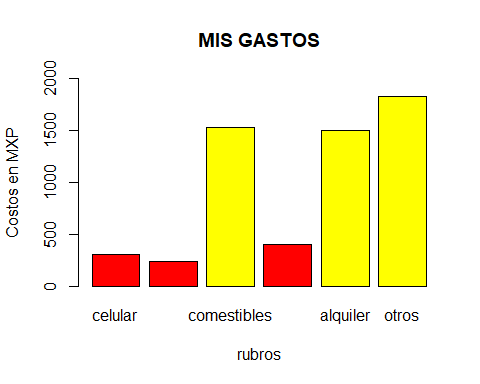 MIS GASTOS
Costos en MXP
2000
1500
1000
500
0
celular comestibles alquiler otros
rubros